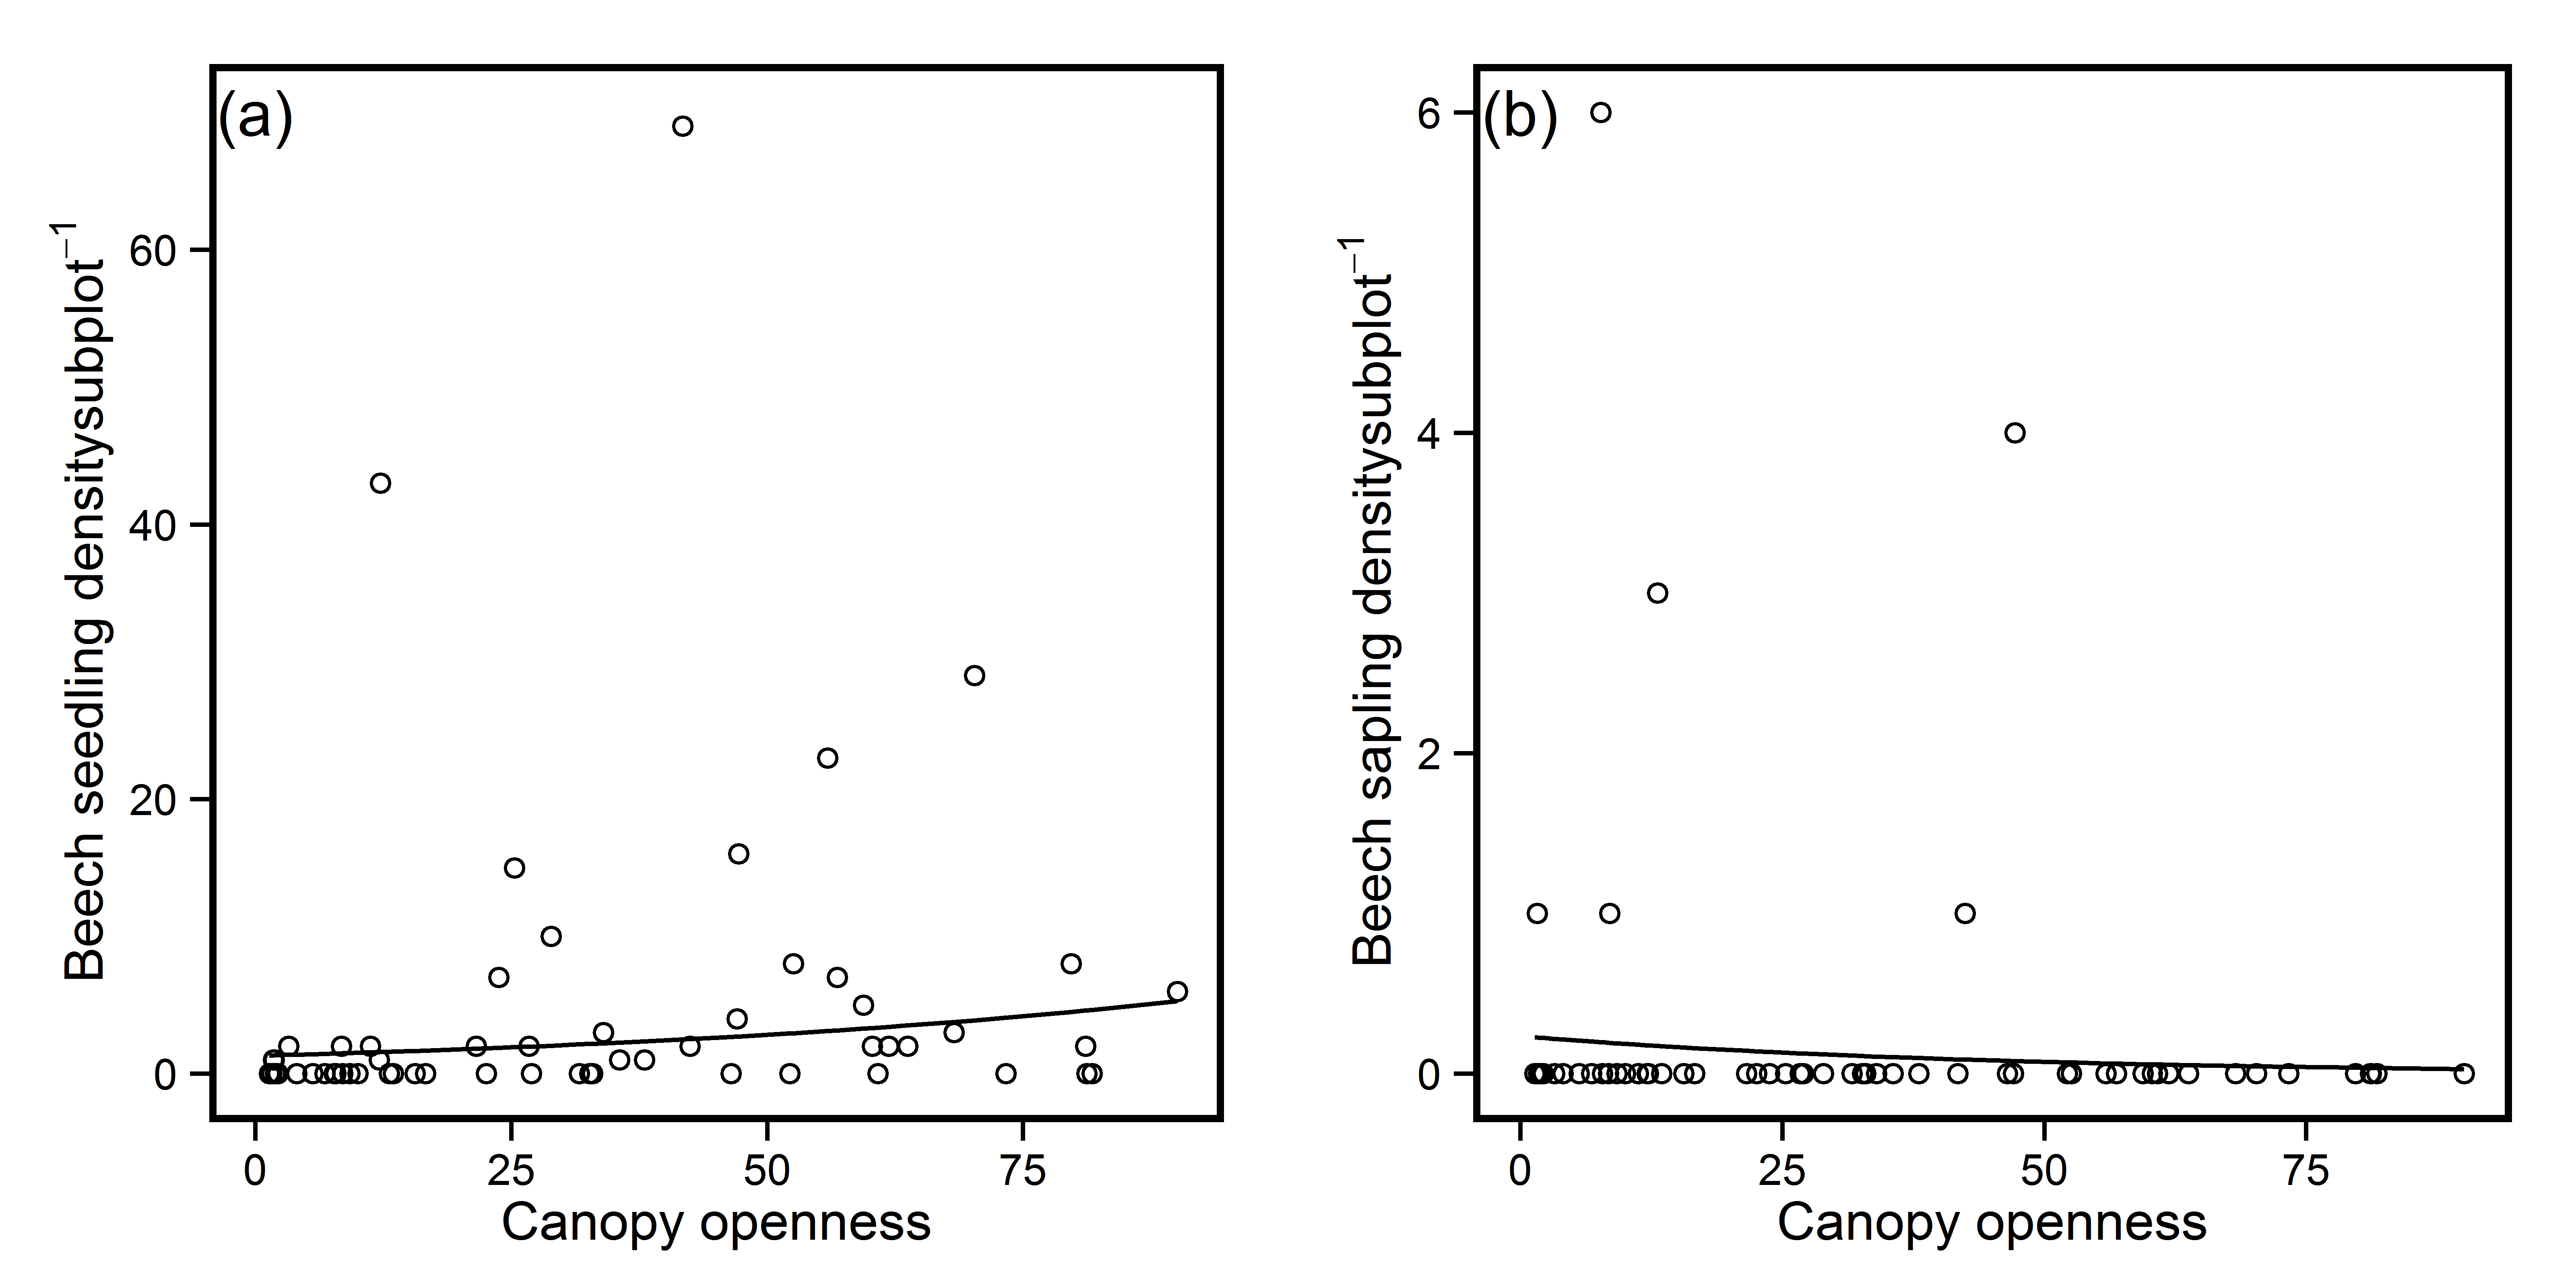 (a)
Beech seedling densitysubplot⁻¹
60
40
20
0
0 25 50 75
Canopy openness
(b)
Beech sapling densitysubplot⁻¹
6
4
2
0
0 25 50 75
Canopy openness